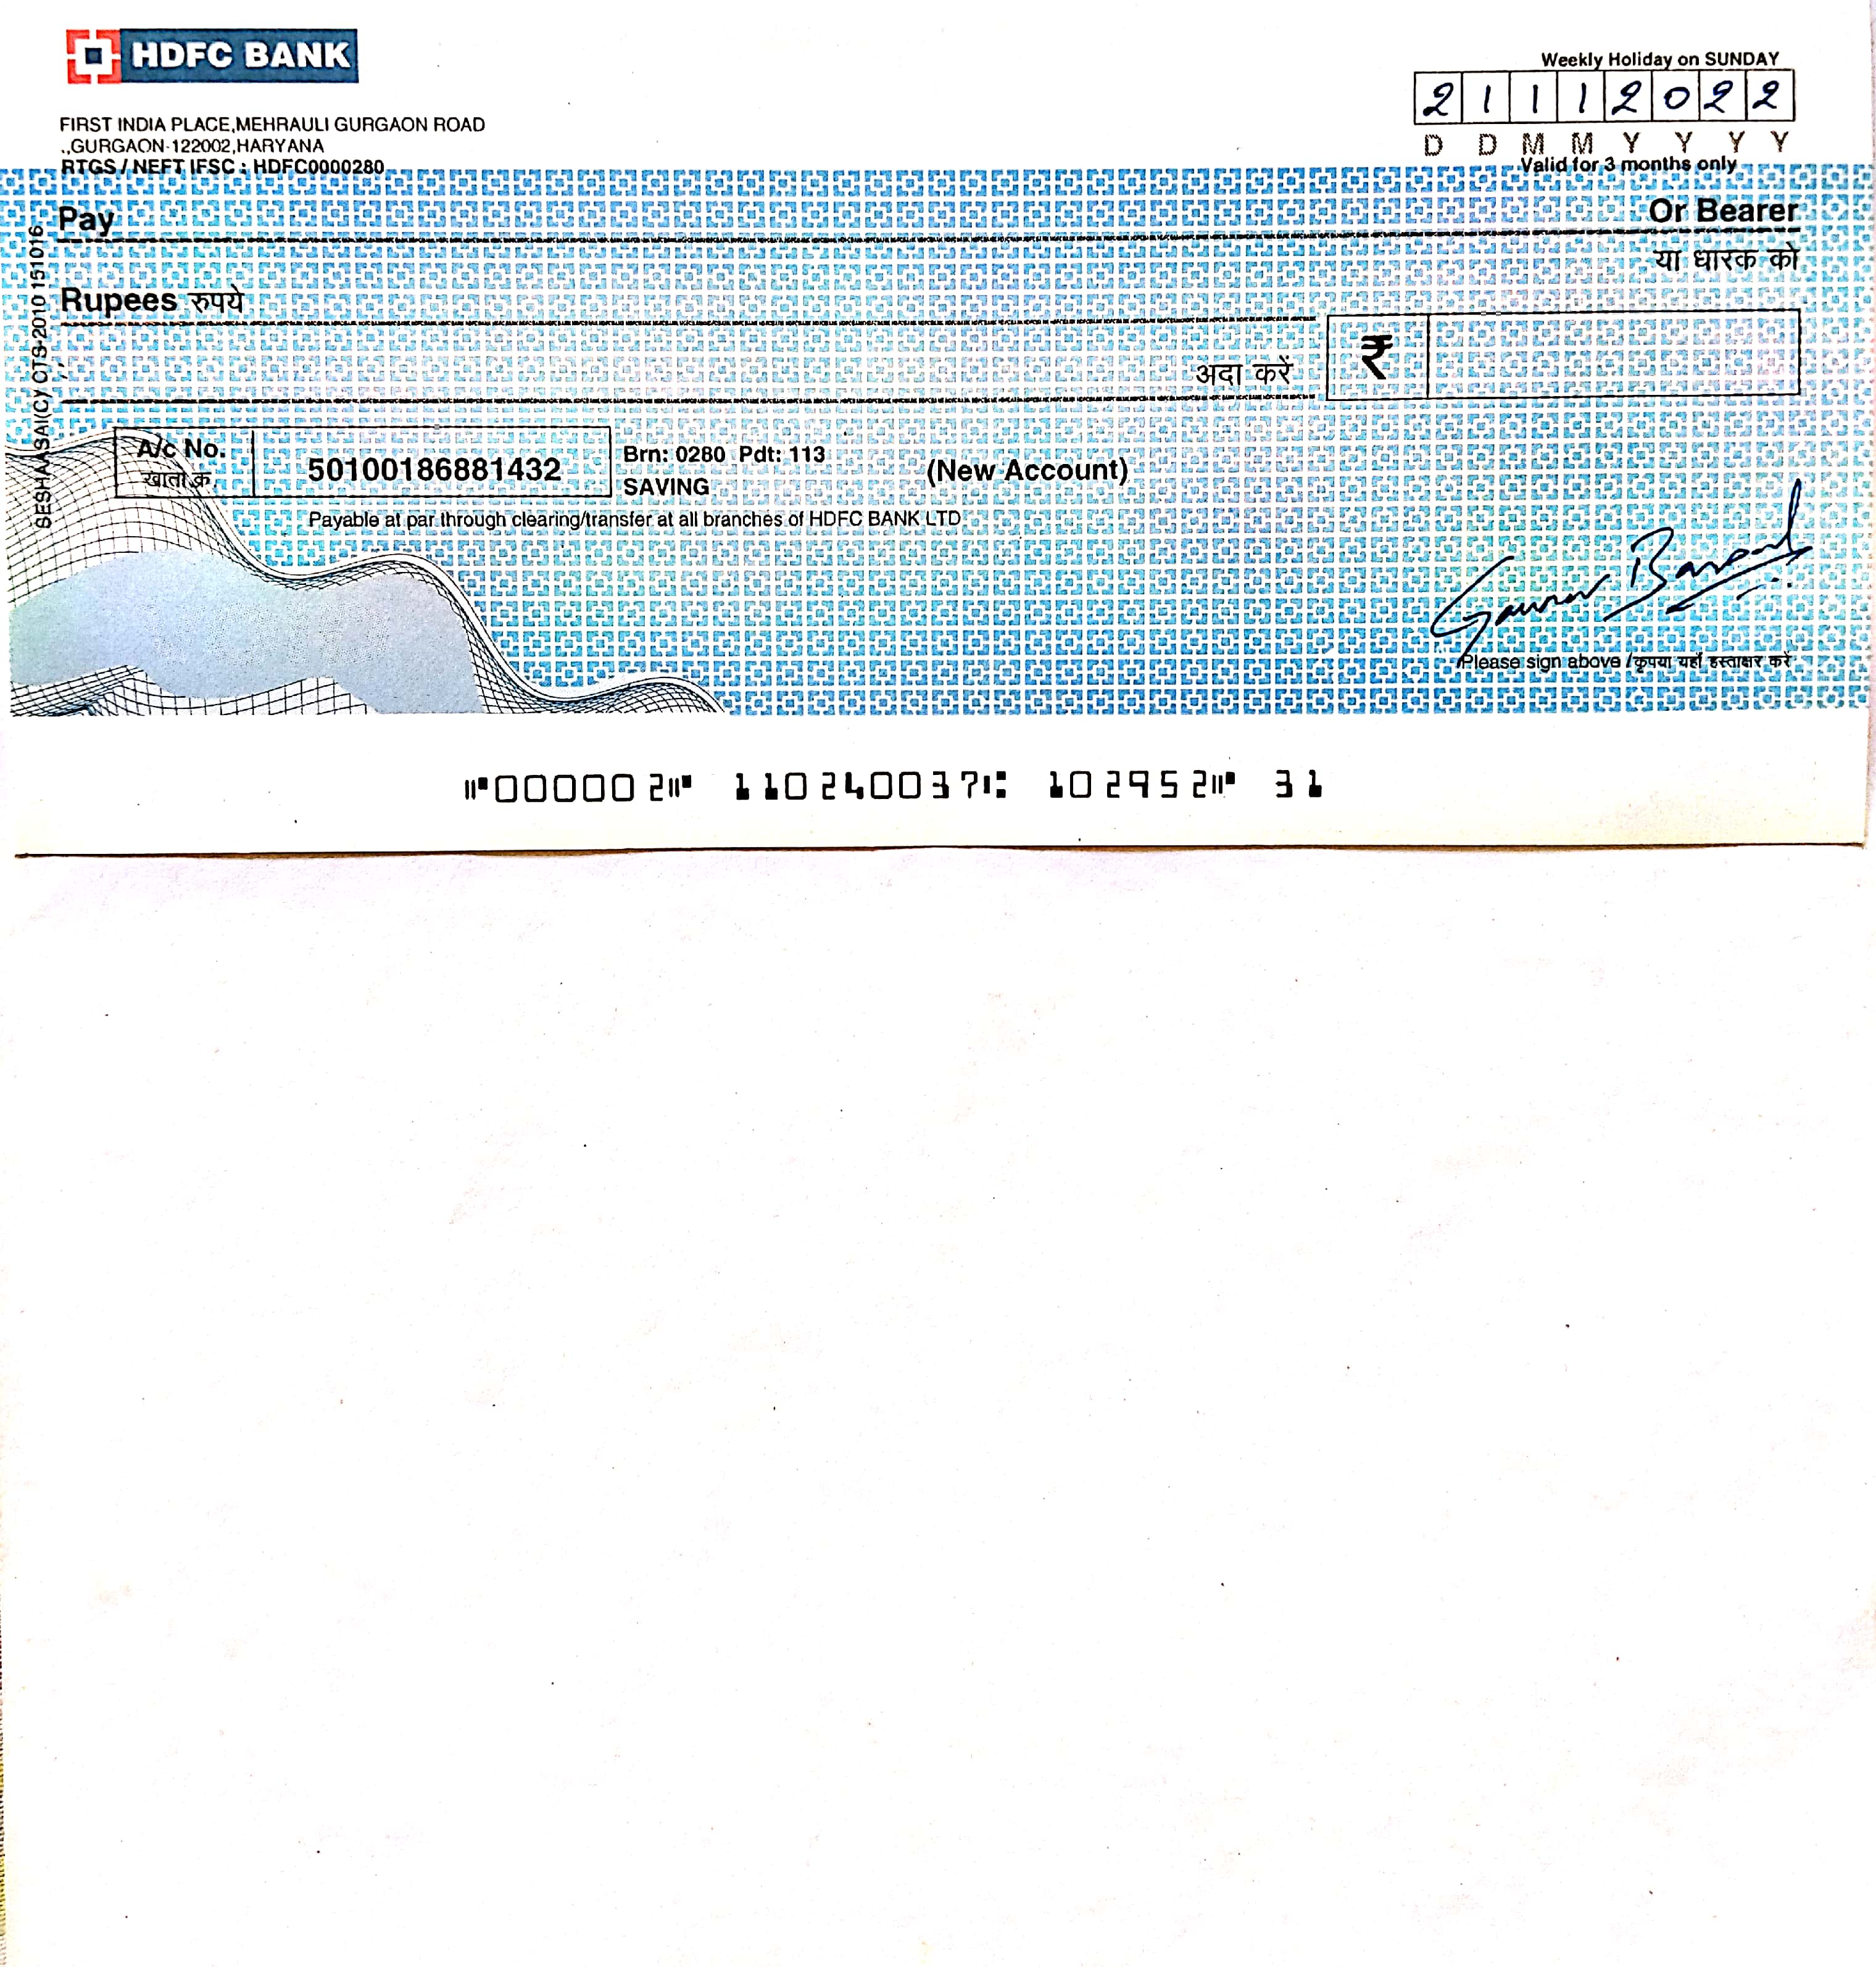 HDFC BANK
Weekly Holiday on SUNDAY
2 1 1 1 2 0 2 2
D D M M Y Y Y Y
Valid for 3 months only
FIRST INDIA PLACE,MEHRAULI GURGAON ROAD
.,GURGAON-122002,HARYANA
RTGS / NEFT IFSC : HDFC0000280
Pay
Or Bearer
या धारक को
Rupees रुपये
अदा करें
₹
A/c No.
खाता क्र.
50100186881432
Brn: 0280 Pdt: 113
SAVING
(New Account)
Payable at par through clearing/transfer at all branches of HDFC BANK LTD
Gaurav
Please sign above / कृपया यहाँ हस्ताक्षर करें
SESHAASAI(C) CTS-2010 151016
⑈000002⑈ 110240037⑆ 102952⑈ 31